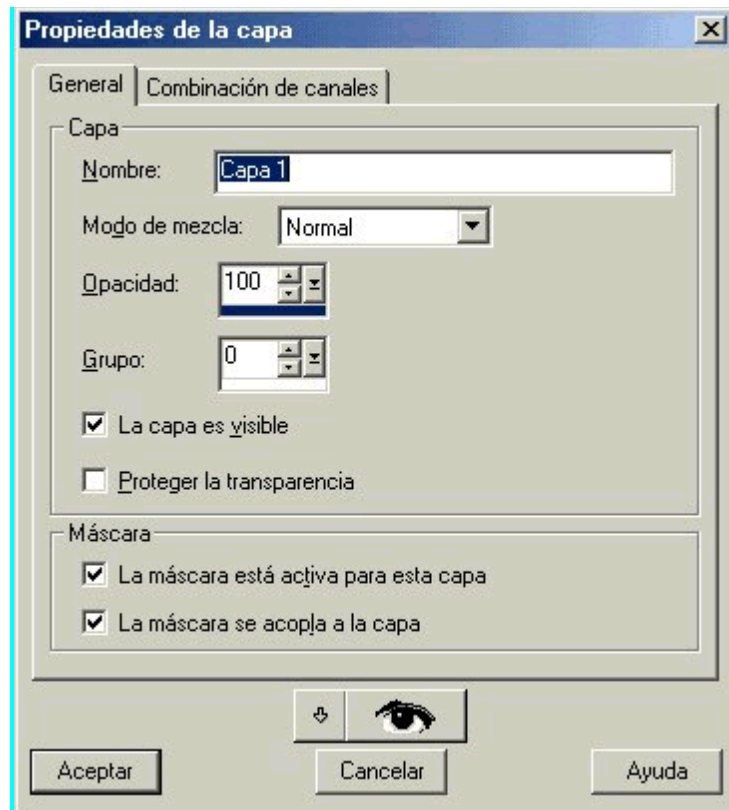 Propiedades de la capa
General Combinación de canales
Capa
Nombre: Capa 1
Modo de mezcla: Normal
Opacidad: 100
Grupo: 0
La capa es visible
Proteger la transparencia
Máscara
La máscara está activa para esta capa
La máscara se acopla a la capa
Aceptar Cancelar Ayuda